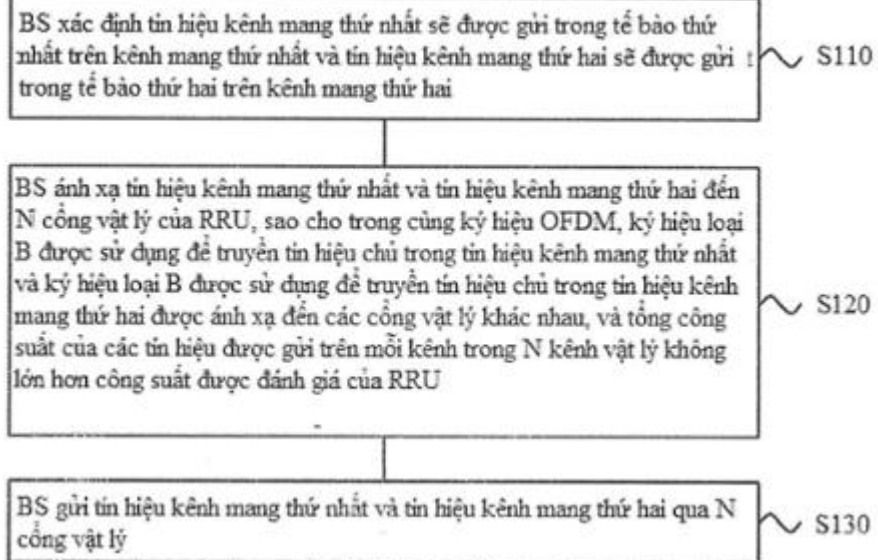 BS xác định tín hiệu kênh mang thứ nhất sẽ được gửi trong tế bào thứ
nhất trên kênh mang thứ nhất và tín hiệu kênh mang thứ hai sẽ được gửi t
trong tế bào thứ hai trên kênh mang thứ hai
S110
BS ánh xạ tín hiệu kênh mang thứ nhất và tín hiệu kênh mang thứ hai đến
N cổng vật lý của RRU, sao cho trong cùng ký hiệu OFDM, ký hiệu loại
B được sử dụng để truyền tín hiệu chủ trong tín hiệu kênh mang thứ nhất
và ký hiệu loại B được sử dụng để truyền tín hiệu chủ trong tín hiệu kênh
mang thứ hai được ánh xạ đến các cổng vật lý khác nhau, và tổng công
suất của các tín hiệu được gửi trên mỗi kênh trong N kênh vật lý không
lớn hơn công suất được đánh giá của RRU
S120
BS gửi tín hiệu kênh mang thứ nhất và tín hiệu kênh mang thứ hai qua N
cổng vật lý
S130